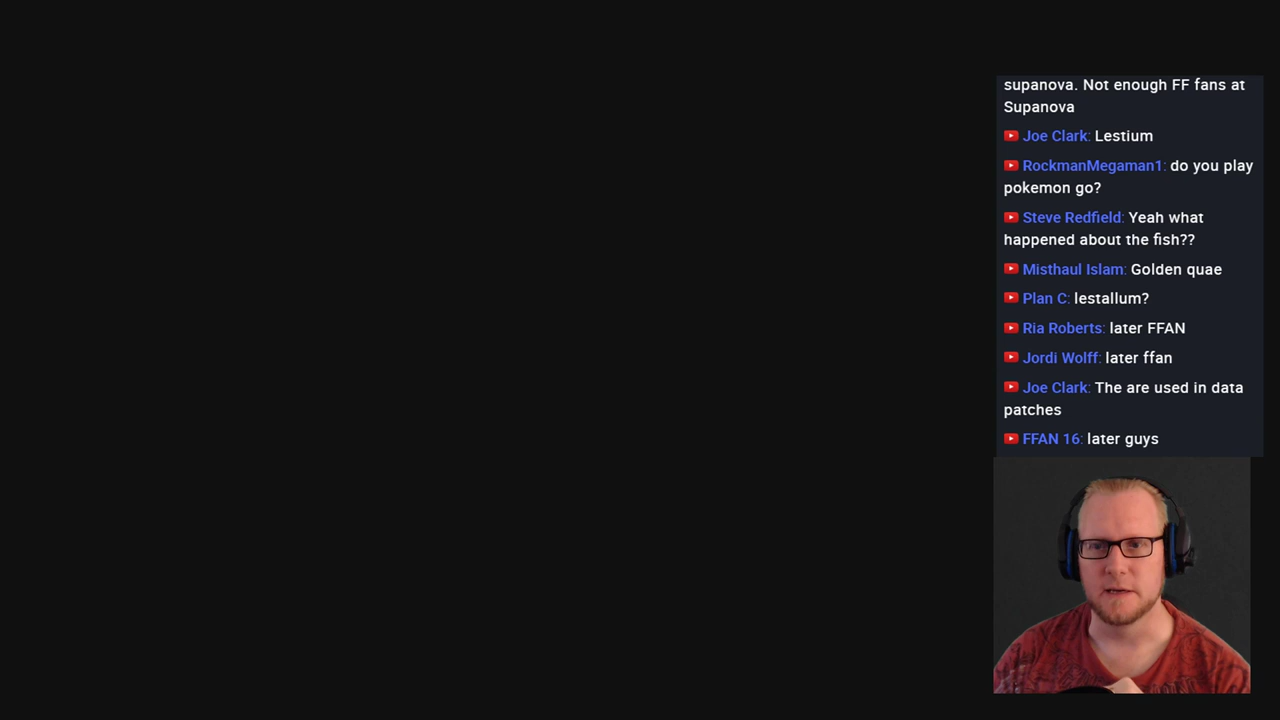 supanova. Not enough FF fans at
Supanova
Joe Clark: Lestium
RockmanMegaman1: do you play
pokemon go?
Steve Redfield: Yeah what
happened about the fish??
Misthaul Islam: Golden quae
Plan C: lestallum?
Ria Roberts: later FFAN
Jordi Wolff: later ffan
Joe Clark: The are used in data
patches
FFAN 16: later guys